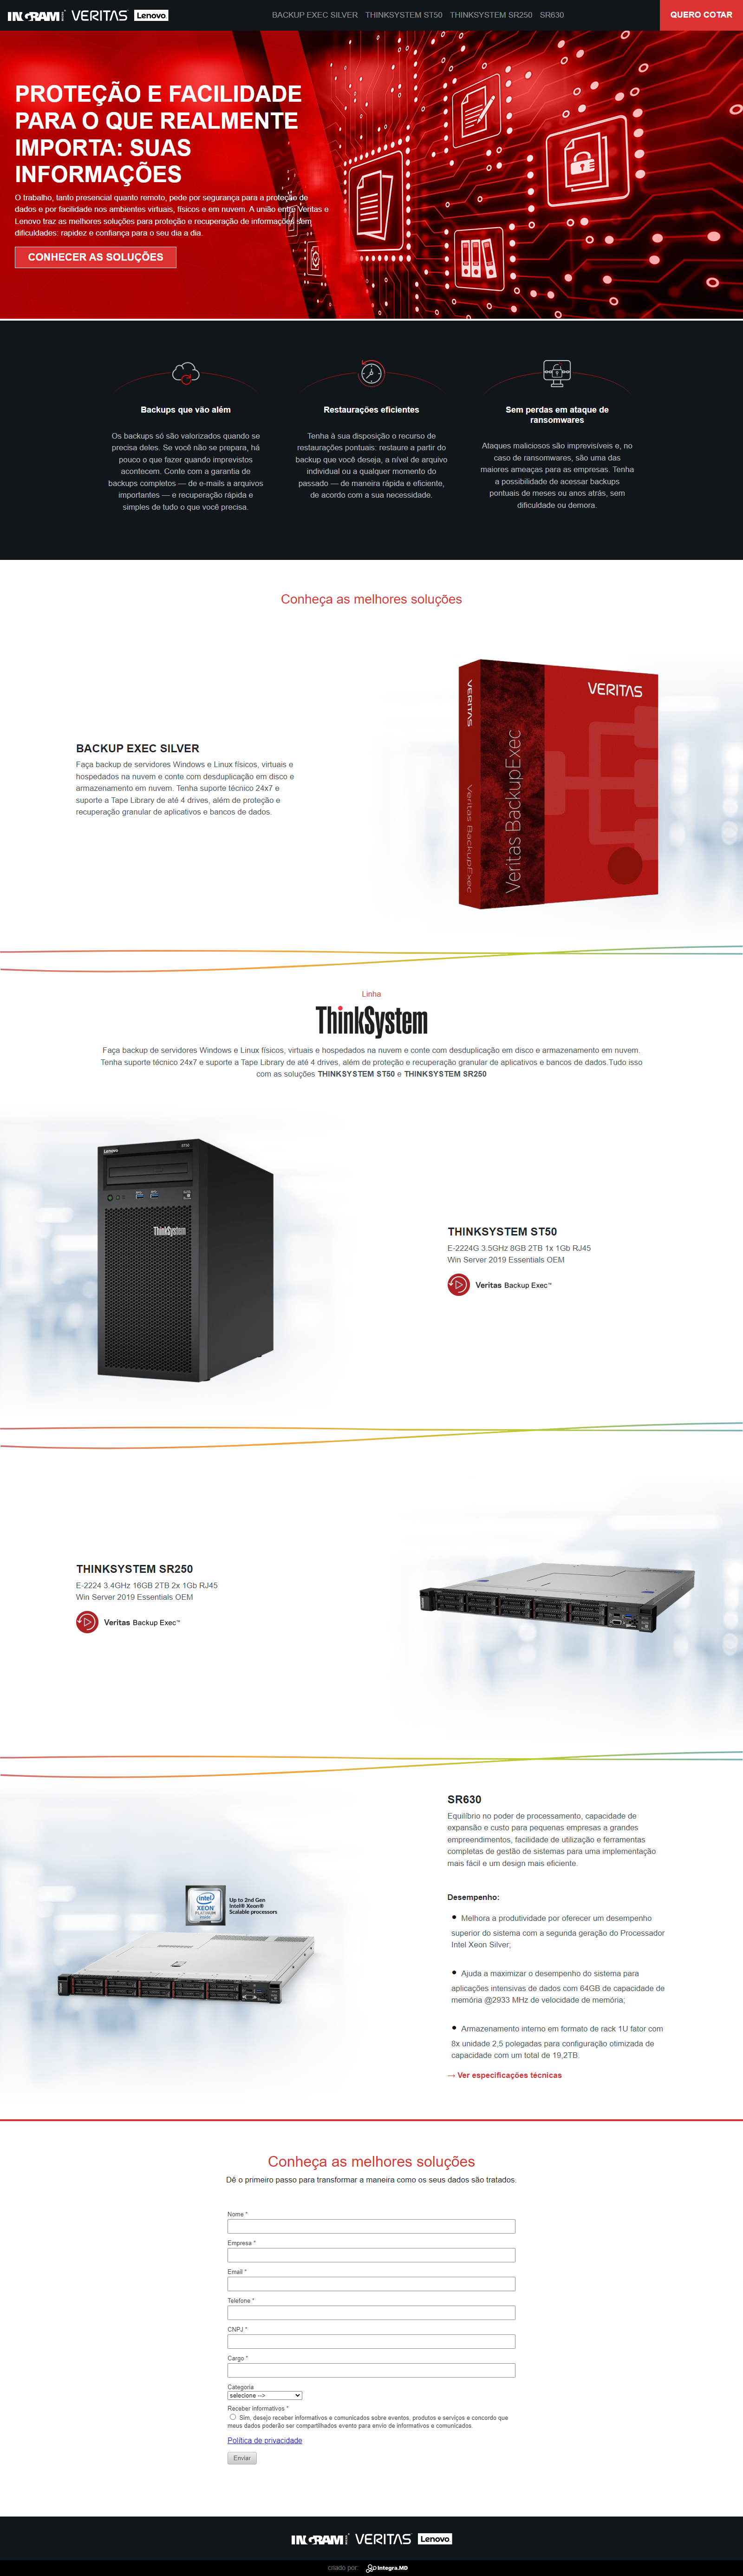 INGRAM VERITAS Lenovo BACKUP EXEC SILVER THINKSYSTEM ST50 THINKSYSTEM SR250 SR630 QUERO COTAR
PROTEÇÃO E FACILIDADE
PARA O QUE REALMENTE
IMPORTA: SUAS
INFORMAÇÕES
O trabalho, tanto presencial quanto remoto, pede por segurança para a proteção de
dados e por facilidade nos ambientes virtuais, físicos e em nuvem. A união entre Veritas e
Lenovo traz as melhores soluções para proteção e recuperação de informações sem
dificuldades: rapidez e confiança para o seu dia a dia.
CONHECER AS SOLUÇÕES
Backups que vão além
Os backups só são valorizados quando se
precisa deles. Se você não se prepara, há
pouco o que fazer quando imprevistos
acontecem. Conte com a garantia de
backups completos — de e-mails a arquivos
importantes — e recuperação rápida e
simples de tudo o que você precisa.
Restaurações eficientes
Tenha à sua disposição o recurso de
restaurações pontuais: restaure a partir do
backup que você deseja, a nível de arquivo
individual ou a qualquer momento do
passado — de maneira rápida e eficiente,
de acordo com a sua necessidade.
Sem perdas em ataque de
ransomwares
Ataques maliciosos são imprevisíveis e, no
caso de ransomwares, são uma das
maiores ameaças para as empresas. Tenha
a possibilidade de acessar backups
pontuais de meses ou anos atrás, sem
dificuldade ou demora.
Conheça as melhores soluções
BACKUP EXEC SILVER
Faça backup de servidores Windows e Linux físicos, virtuais e
hospedados na nuvem e conte com desduplicação em disco e
armazenamento em nuvem. Tenha suporte técnico 24x7 e
suporte a Tape Library de até 4 drives, além de proteção e
recuperação granular de aplicativos e bancos de dados.
VERITAS
VERITAS
Veritas BackupExec
Veritas BackupExec
Linha
ThinkSystem
Faça backup de servidores Windows e Linux físicos, virtuais e hospedados na nuvem e conte com desduplicação em disco e armazenamento em nuvem.
Tenha suporte técnico 24x7 e suporte a Tape Library de até 4 drives, além de proteção e recuperação granular de aplicativos e bancos de dados.Tudo isso
com as soluções THINKSYSTEM ST50 e THINKSYSTEM SR250
Lenovo ST50
ThinkSystem
THINKSYSTEM ST50
E-2224G 3.5GHz 8GB 2TB 1x 1Gb RJ45
Win Server 2019 Essentials OEM
Veritas Backup Exec™
THINKSYSTEM SR250
E-2224 3.4GHz 16GB 2TB 2x 1Gb RJ45
Win Server 2019 Essentials OEM
Veritas Backup Exec™
SR630
Equilíbrio no poder de processamento, capacidade de
expansão e custo para pequenas empresas a grandes
empreendimentos, facilidade de utilização e ferramentas
completas de gestão de sistemas para uma implementação
mais fácil e um design mais eficiente.
intel
XEON
PLATINUM
inside
Up to 2nd Gen
Intel® Xeon®
Scalable processors
Desempenho:
• Melhora a produtividade por oferecer um desempenho
superior do sistema com a segunda geração do Processador
Intel Xeon Silver;
• Ajuda a maximizar o desempenho do sistema para
aplicações intensivas de dados com 64GB de capacidade de
memória @2933 MHz de velocidade de memória;
• Armazenamento interno em formato de rack 1U fator com
8x unidade 2,5 polegadas para configuração otimizada de
capacidade com um total de 19,2TB.
→ Ver especificações técnicas
Conheça as melhores soluções
Dê o primeiro passo para transformar a maneira como os seus dados são tratados.
Nome *
Empresa *
Email *
Telefone *
CNPJ *
Cargo *
Categoria
selecione -->
Receber informativos *
Sim, desejo receber informativos e comunicados sobre eventos, produtos e serviços e concordo que
meus dados poderão ser compartilhados evento para envio de informativos e comunicados.
Política de privacidade
Enviar
INGRAM VERITAS Lenovo
criado por: Integra.MD